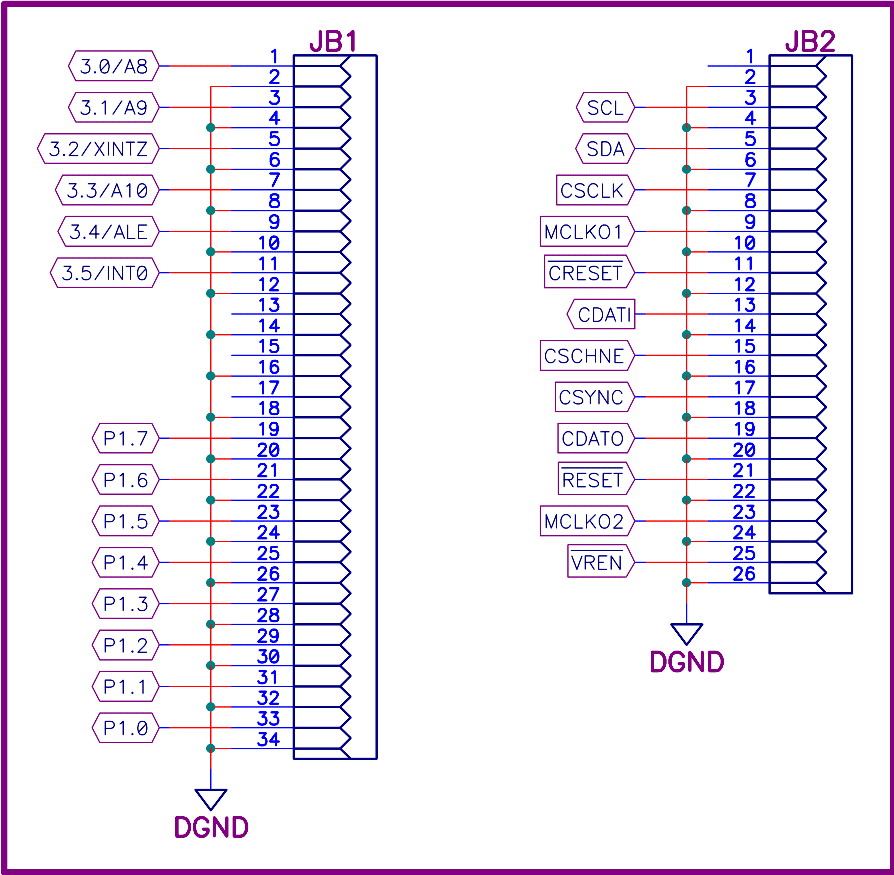 JB1
3.0/A8 1
2
3.1/A9 3
4
3.2/XINTZ 5
6
3.3/A10 7
8
3.4/ALE 9
10
3.5/INT0 11
12
13
14
15
16
17
18
P1.7 19
20
P1.6 21
22
P1.5 23
24
P1.4 25
26
P1.3 27
28
P1.2 29
30
P1.1 31
32
P1.0 33
34
DGND
JB2
1
2
SCL 3
4
SDA 5
6
CSCLK 7
8
MCLKO1 9
10
CRESET 11
12
CDATI 13
14
CSCHNE 15
16
CSYNC 17
18
CDATO 19
20
RESET 21
22
MCLKO2 23
24
VREN 25
26
DGND